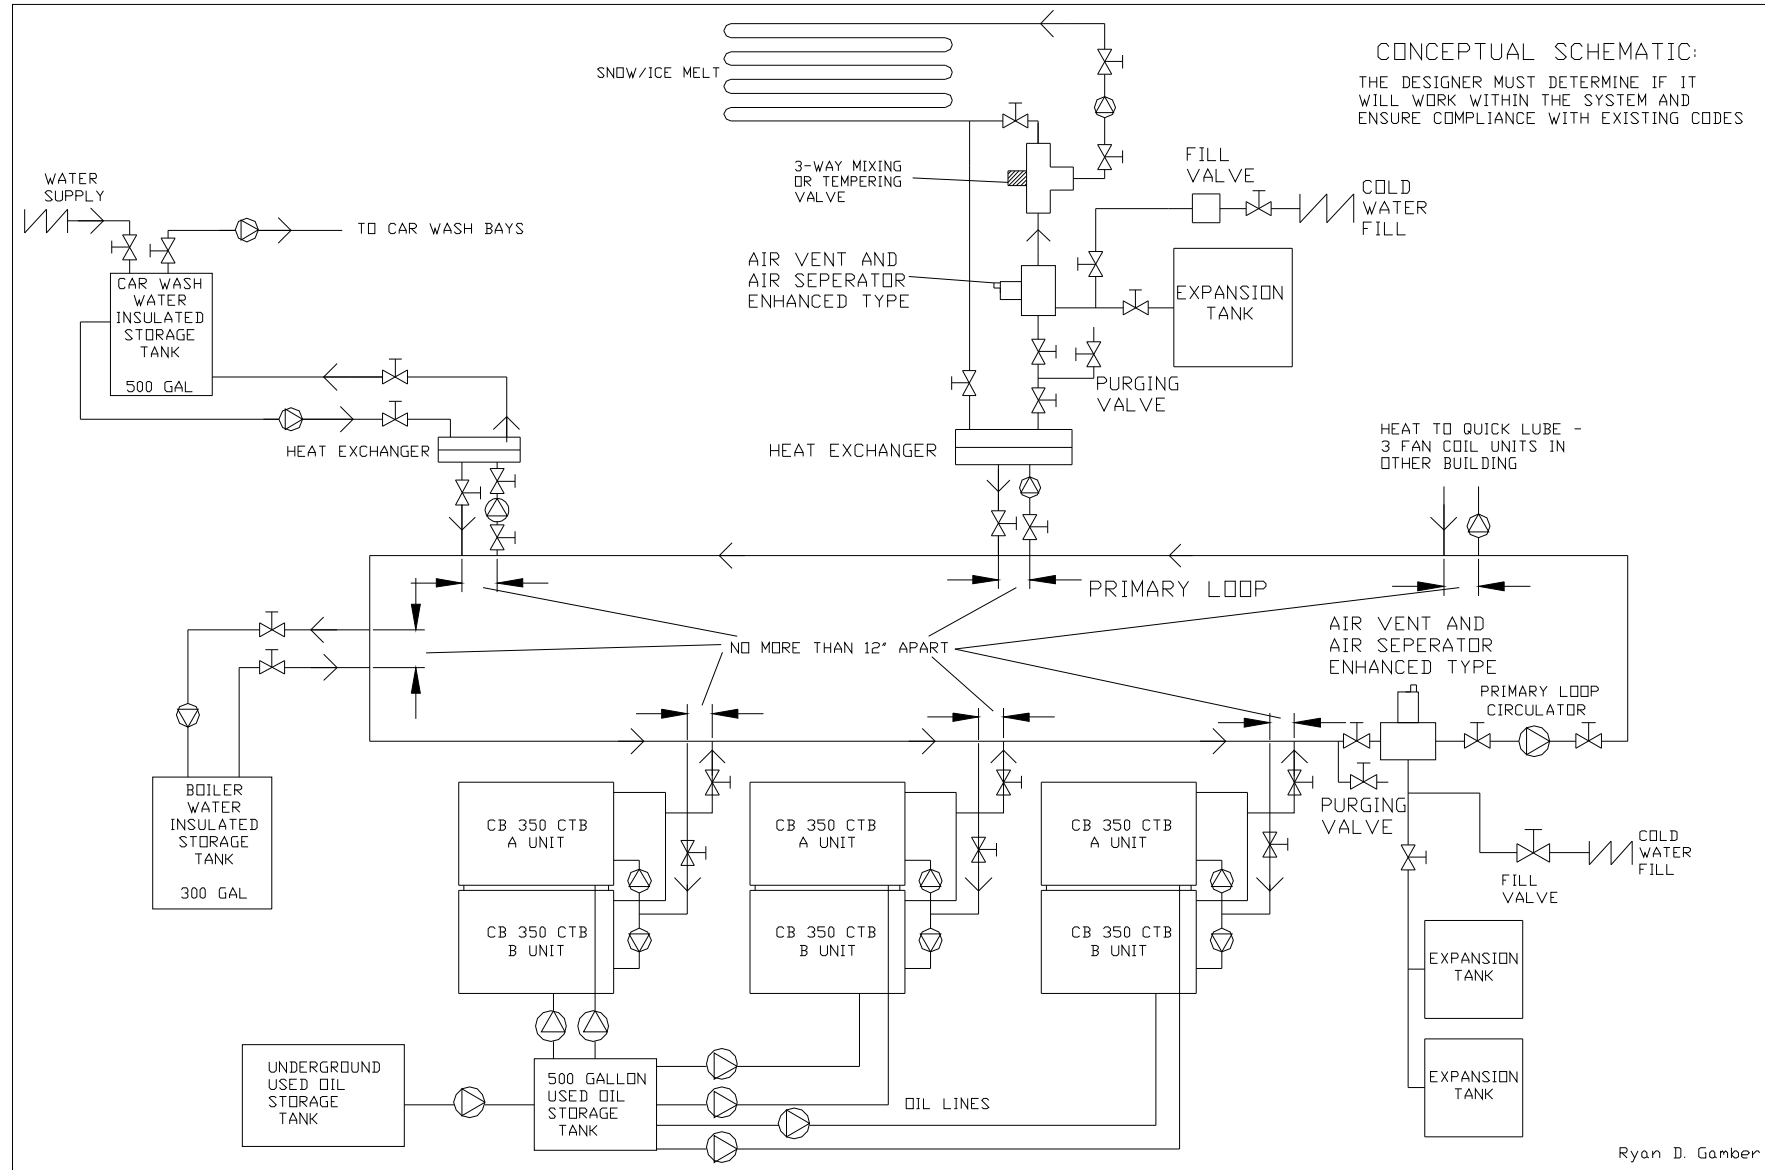 CONCEPTUAL SCHEMATIC:
THE DESIGNER MUST DETERMINE IF IT
WILL WORK WITHIN THE SYSTEM AND
ENSURE COMPLIANCE WITH EXISTING CODES
SNOW/ICE MELT
3-WAY MIXING
OR TEMPERING
VALVE
FILL
VALVE
COLD
WATER
FILL
WATER
SUPPLY
TO CAR WASH BAYS
AIR VENT AND
AIR SEPERATOR
ENHANCED TYPE
EXPANSION
TANK
CAR WASH
WATER
INSULATED
STORAGE
TANK
500 GAL
PURGING
VALVE
HEAT EXCHANGER
HEAT EXCHANGER
HEAT TO QUICK LUBE -
3 FAN COIL UNITS IN
OTHER BUILDING
PRIMARY LOOP
NO MORE THAN 12" APART
AIR VENT AND
AIR SEPERATOR
ENHANCED TYPE
PRIMARY LOOP
CIRCULATOR
BOILER
WATER
INSULATED
STORAGE
TANK
300 GAL
CB 350 CTB
A UNIT
CB 350 CTB
A UNIT
CB 350 CTB
A UNIT
PURGING
VALVE
COLD
WATER
FILL
FILL
VALVE
CB 350 CTB
B UNIT
CB 350 CTB
B UNIT
CB 350 CTB
B UNIT
EXPANSION
TANK
UNDERGROUND
USED OIL
STORAGE
TANK
500 GALLON
USED OIL
STORAGE
TANK
OIL LINES
EXPANSION
TANK
Ryan D. Gamber